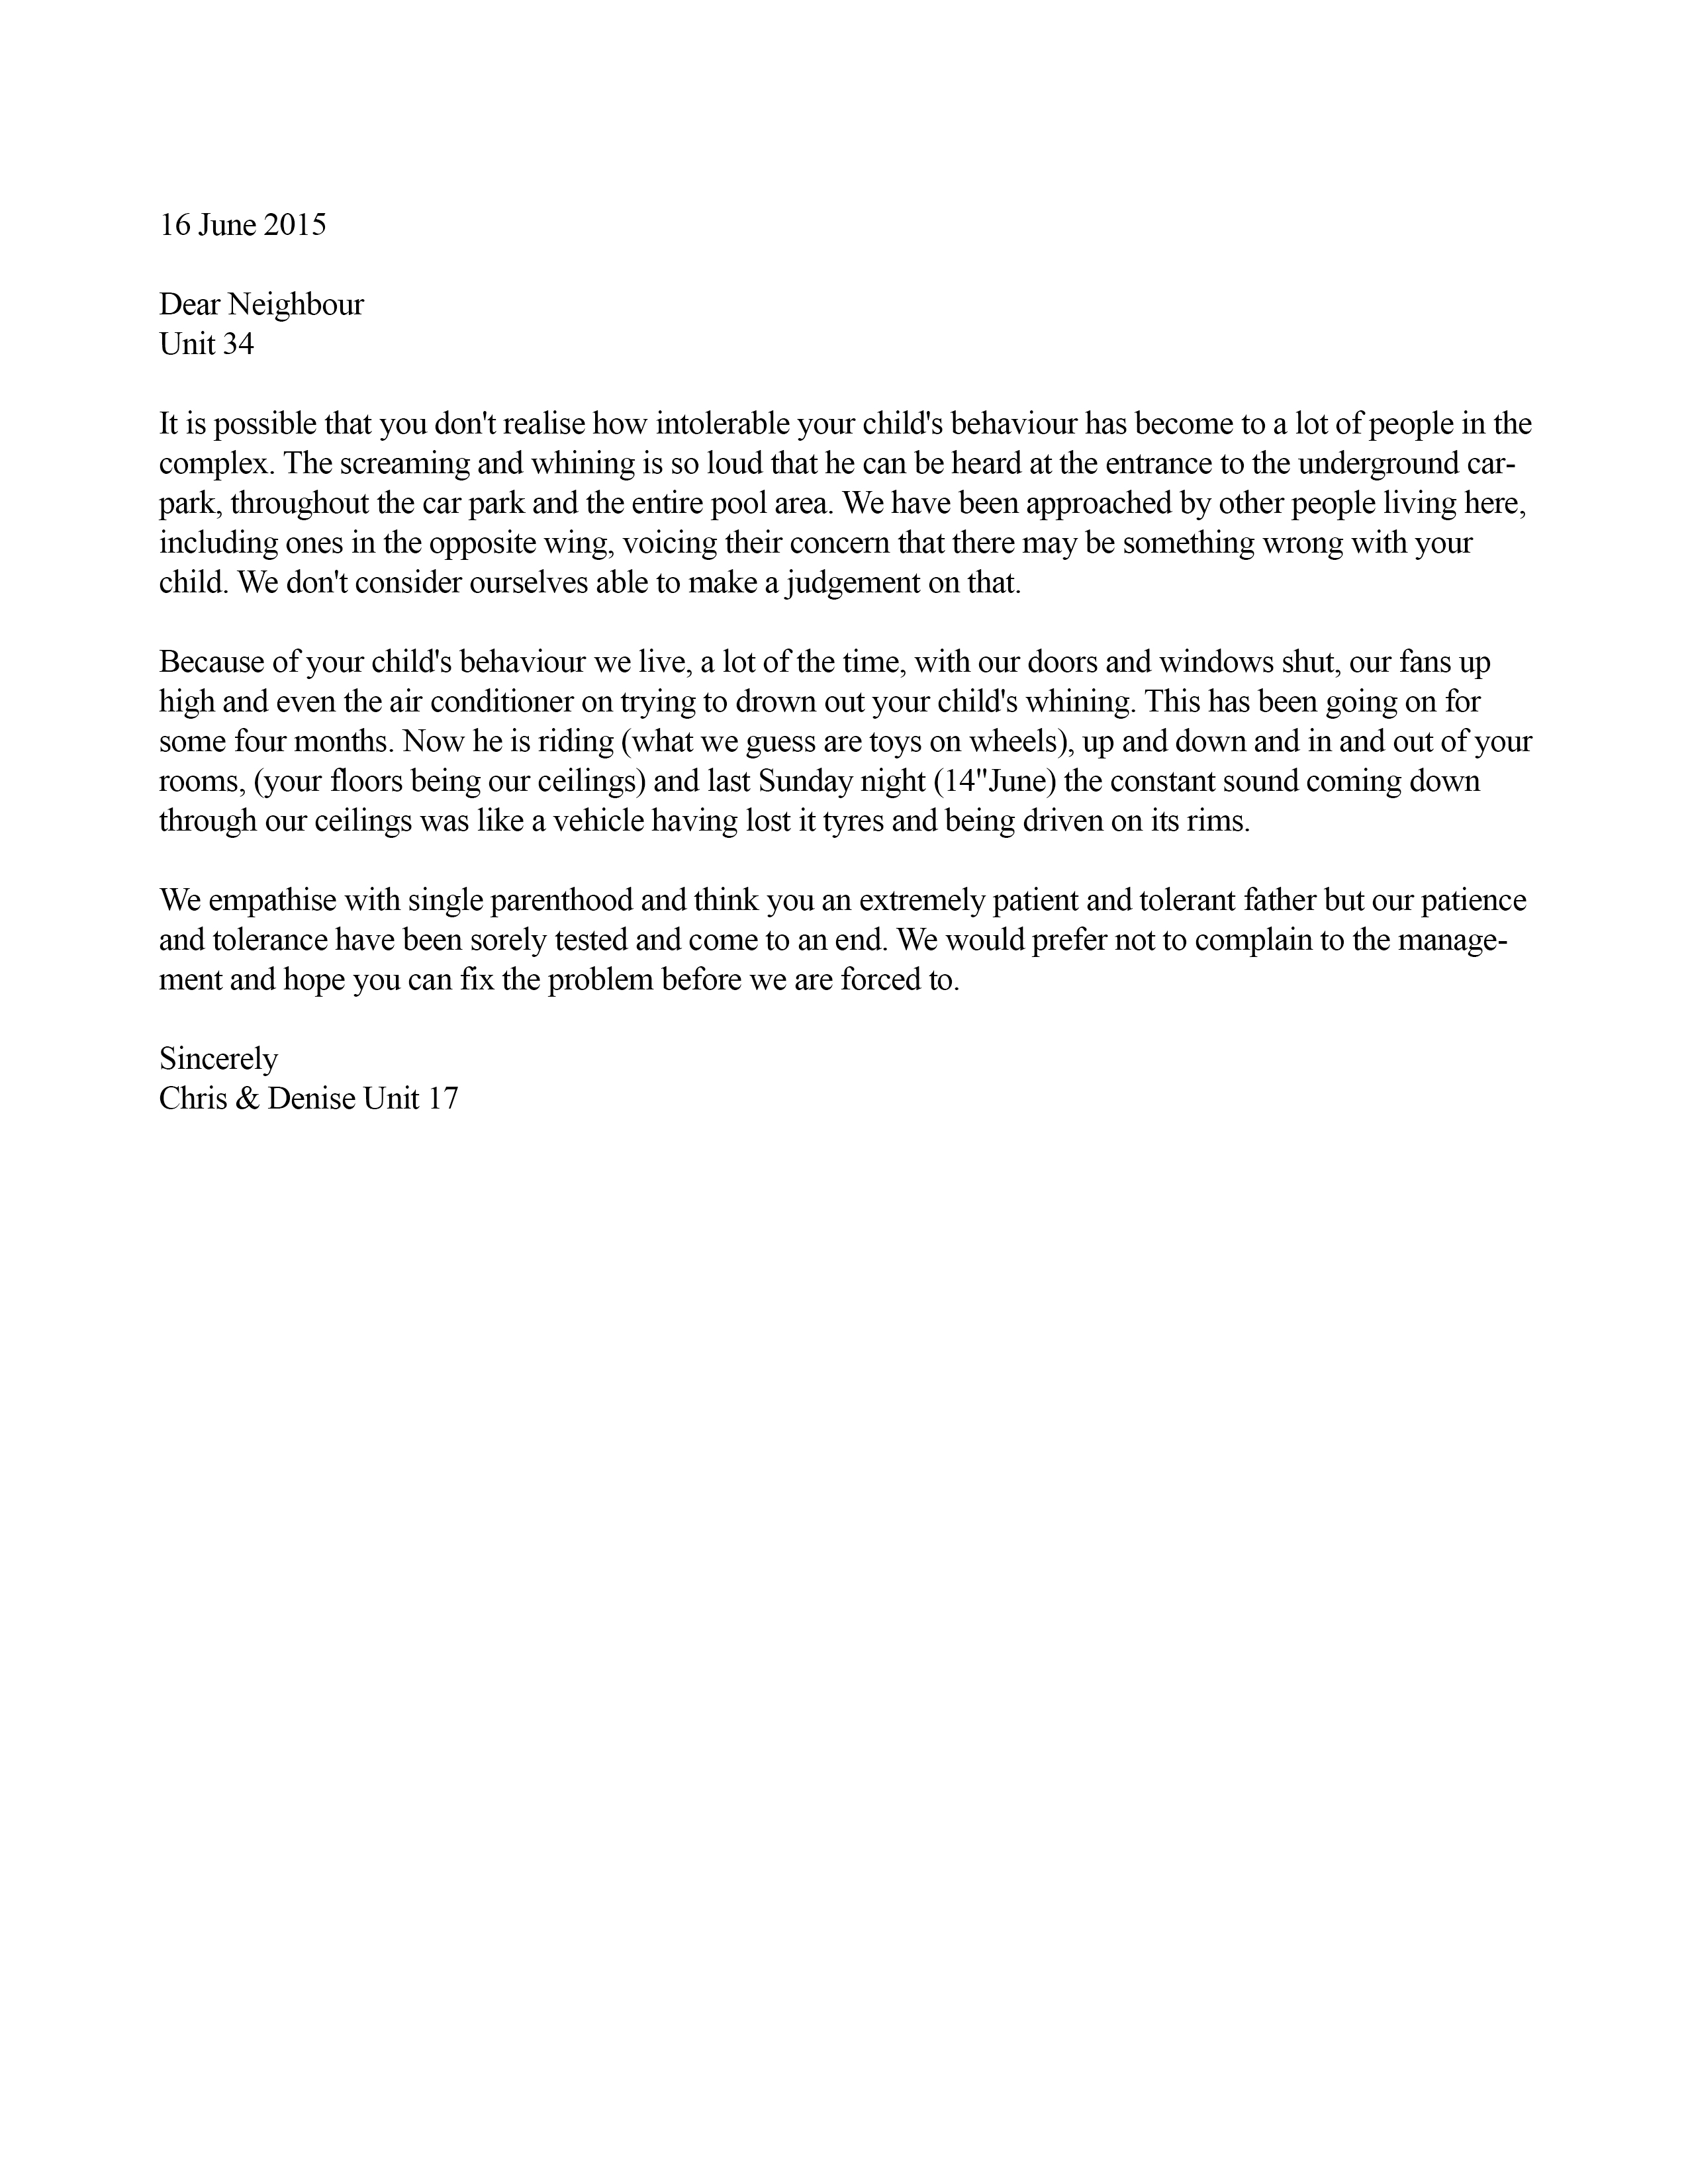 16 June 2015
Dear Neighbour
Unit 34
It is possible that you don't realise how intolerable your child's behaviour has become to a lot of people in the
complex. The screaming and whining is so loud that he can be heard at the entrance to the underground car-
park, throughout the car park and the entire pool area. We have been approached by other people living here,
including ones in the opposite wing, voicing their concern that there may be something wrong with your
child. We don't consider ourselves able to make a judgement on that.
Because of your child's behaviour we live, a lot of the time, with our doors and windows shut, our fans up
high and even the air conditioner on trying to drown out your child's whining. This has been going on for
some four months. Now he is riding (what we guess are toys on wheels), up and down and in and out of your
rooms, (your floors being our ceilings) and last Sunday night (14"June) the constant sound coming down
through our ceilings was like a vehicle having lost it tyres and being driven on its rims.
We empathise with single parenthood and think you an extremely patient and tolerant father but our patience
and tolerance have been sorely tested and come to an end. We would prefer not to complain to the manage-
ment and hope you can fix the problem before we are forced to.
Sincerely
Chris & Denise Unit 17